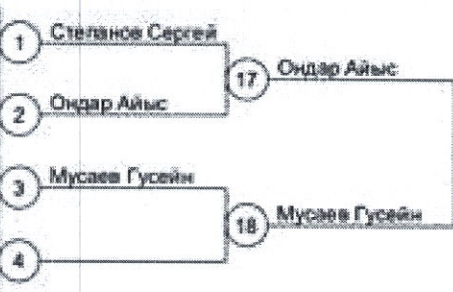 1 Степанов Сергей
17 Ондар Айыс
2 Ондар Айыс
3 Мусаев Гусейн
18 Мусаев Гусейн
4